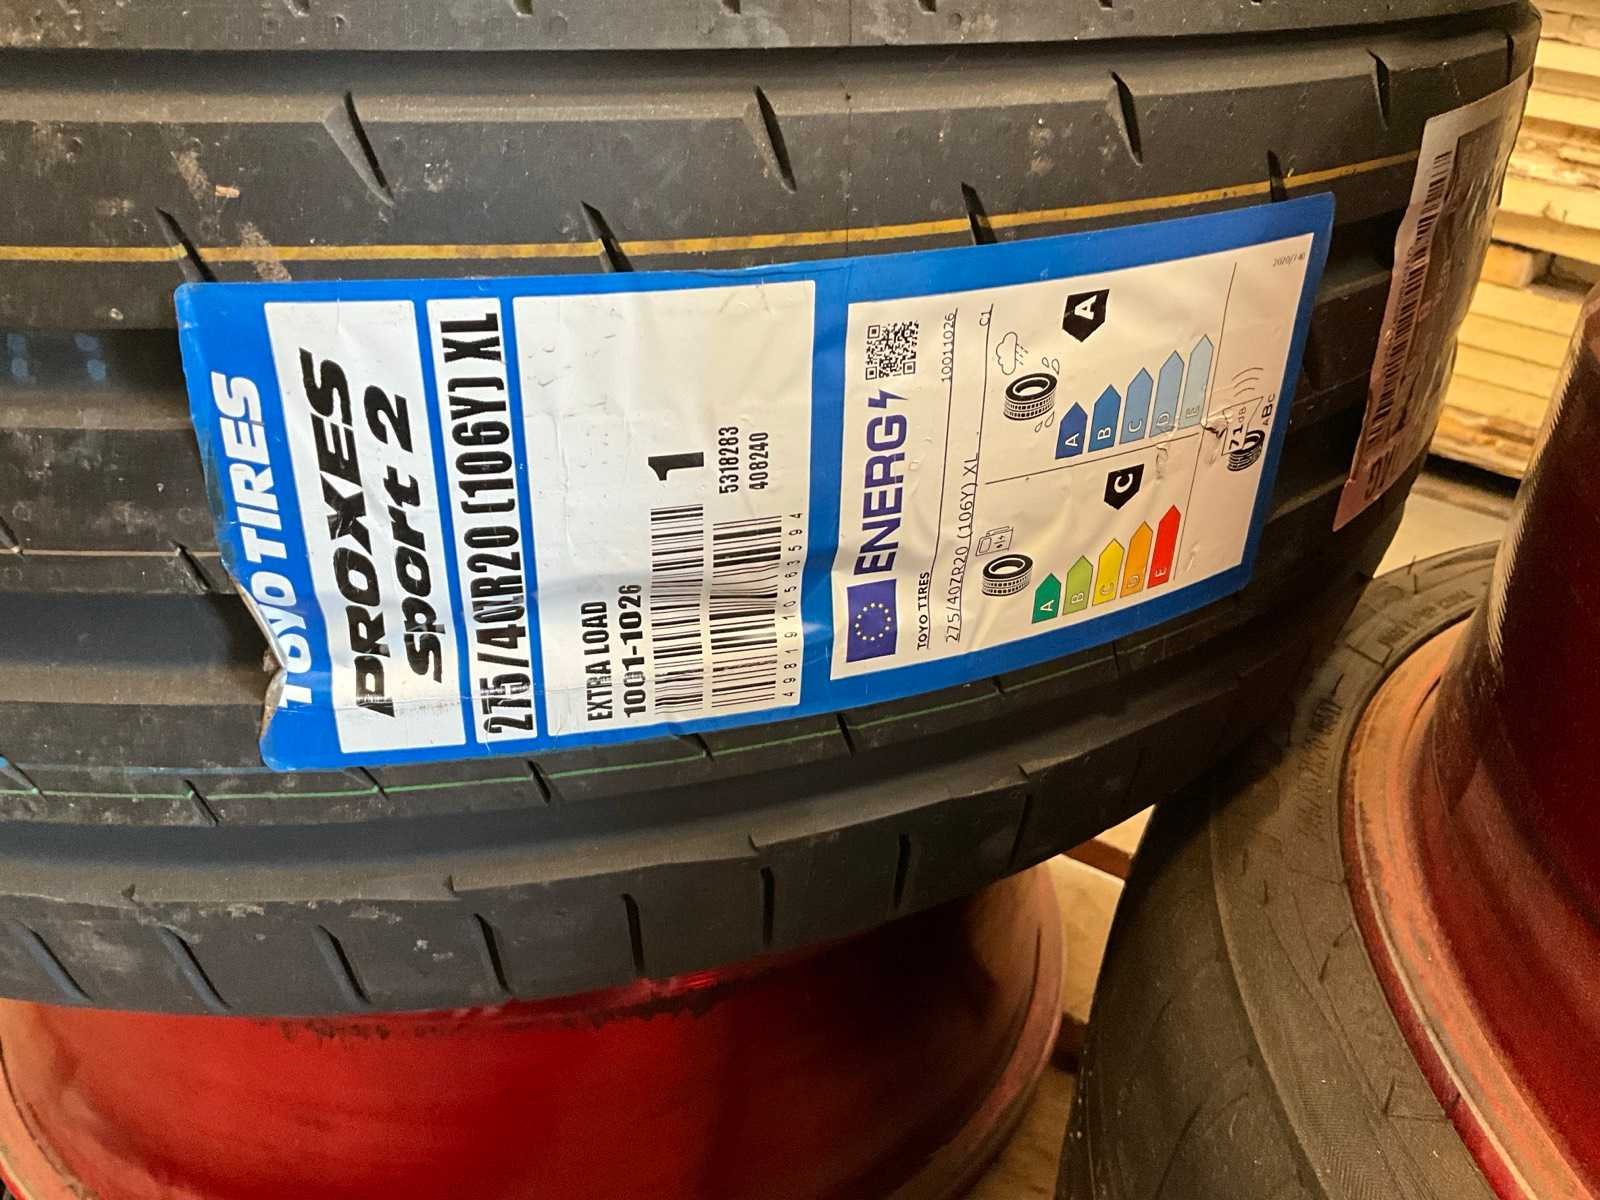 TOYO TIRES
PROXES
Sport 2
275/40ZR20 (106Y) XL
EXTRA LOAD
1001-1026
1
5318283
408240
4981910563594
ENERG
TOYO TIRES
10011026
275/40ZR20 (106Y) XL
C1
A
A
B
C
D
E
C
A
B
C
D
E
71dB
ABC
2020/740